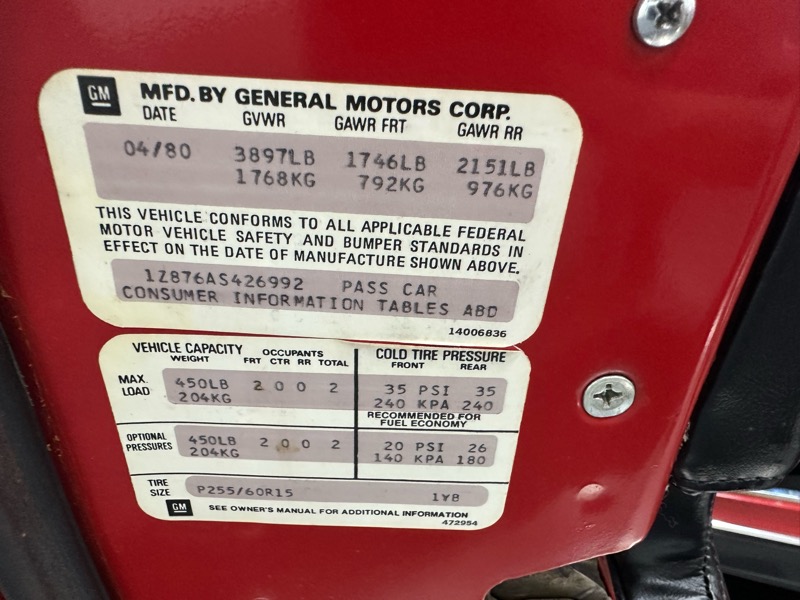 GM MFD. BY GENERAL MOTORS CORP.
DATE GVWR GAWR FRT GAWR RR
04/80 3897LB 1746LB 2151LB
1768KG 792KG 976KG
THIS VEHICLE CONFORMS TO ALL APPLICABLE FEDERAL
MOTOR VEHICLE SAFETY AND BUMPER STANDARDS IN
EFFECT ON THE DATE OF MANUFACTURE SHOWN ABOVE.
1Z876AS426992 PASS CAR
CONSUMER INFORMATION TABLES ABD
14006836
VEHICLE CAPACITY OCCUPANTS COLD TIRE PRESSURE
WEIGHT FRT CTR RR TOTAL FRONT REAR
MAX. LOAD 450LB 2 0 0 2 35 PSI 35
204KG 240 KPA 240
RECOMMENDED FOR
FUEL ECONOMY
OPTIONAL PRESSURES 450LB 2 0 0 2 20 PSI 26
204KG 140 KPA 180
TIRE SIZE P255/60R15 1YB
GM SEE OWNER'S MANUAL FOR ADDITIONAL INFORMATION
472954